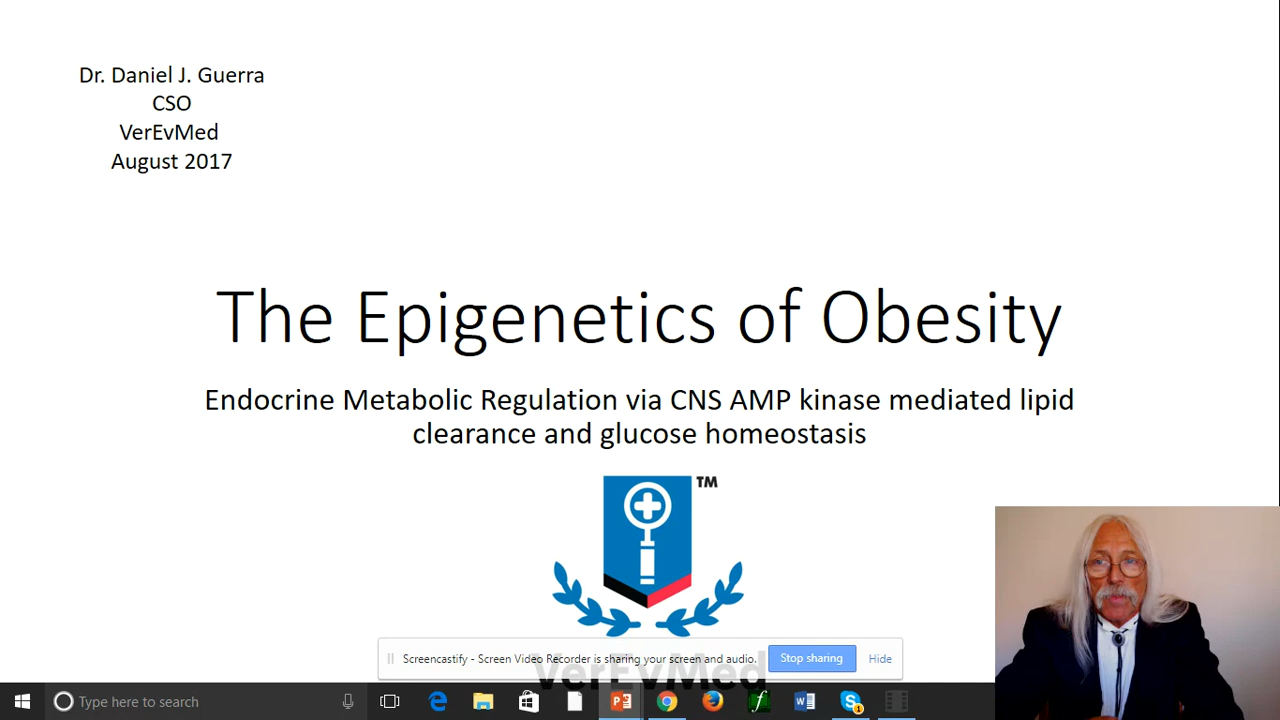 Dr. Daniel J. Guerra
CSO
VerEvMed
August 2017
The Epigenetics of Obesity
Endocrine Metabolic Regulation via CNS AMP kinase mediated lipid
clearance and glucose homeostasis
TM
Screencastify - Screen Video Recorder is sharing your screen and audio. Stop sharing Hide
VerEvMed
Type here to search